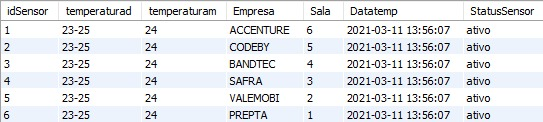 idSensor temperaturad temperaturam Empresa Sala Datatemp StatusSensor
1 23-25 24 ACCENTURE 6 2021-03-11 13:56:07 ativo
2 23-25 24 CODEBY 5 2021-03-11 13:56:07 ativo
3 23-25 24 BANDTEC 4 2021-03-11 13:56:07 ativo
4 23-25 24 SAFRA 3 2021-03-11 13:56:07 ativo
5 23-25 24 VALEMOBI 2 2021-03-11 13:56:07 ativo
6 23-25 24 PREPTA 1 2021-03-11 13:56:07 ativo